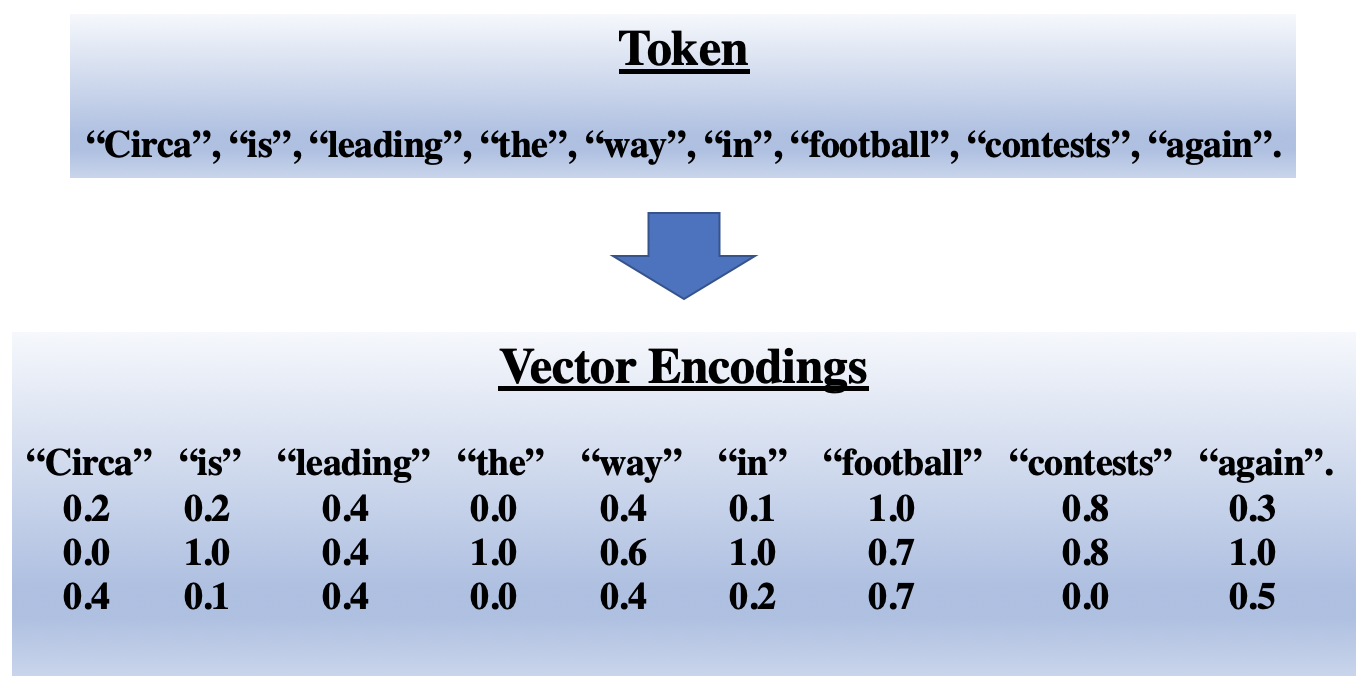 Token
“Circa”, “is”, “leading”, “the”, “way”, “in”, “football”, “contests”, “again”.
Vector Encodings
“Circa” “is” “leading” “the” “way” “in” “football” “contests” “again”.
0.2 0.2 0.4 0.0 0.4 0.1 1.0 0.8 0.3
0.0 1.0 0.4 1.0 0.6 1.0 0.7 0.8 1.0
0.4 0.1 0.4 0.0 0.4 0.2 0.7 0.0 0.5